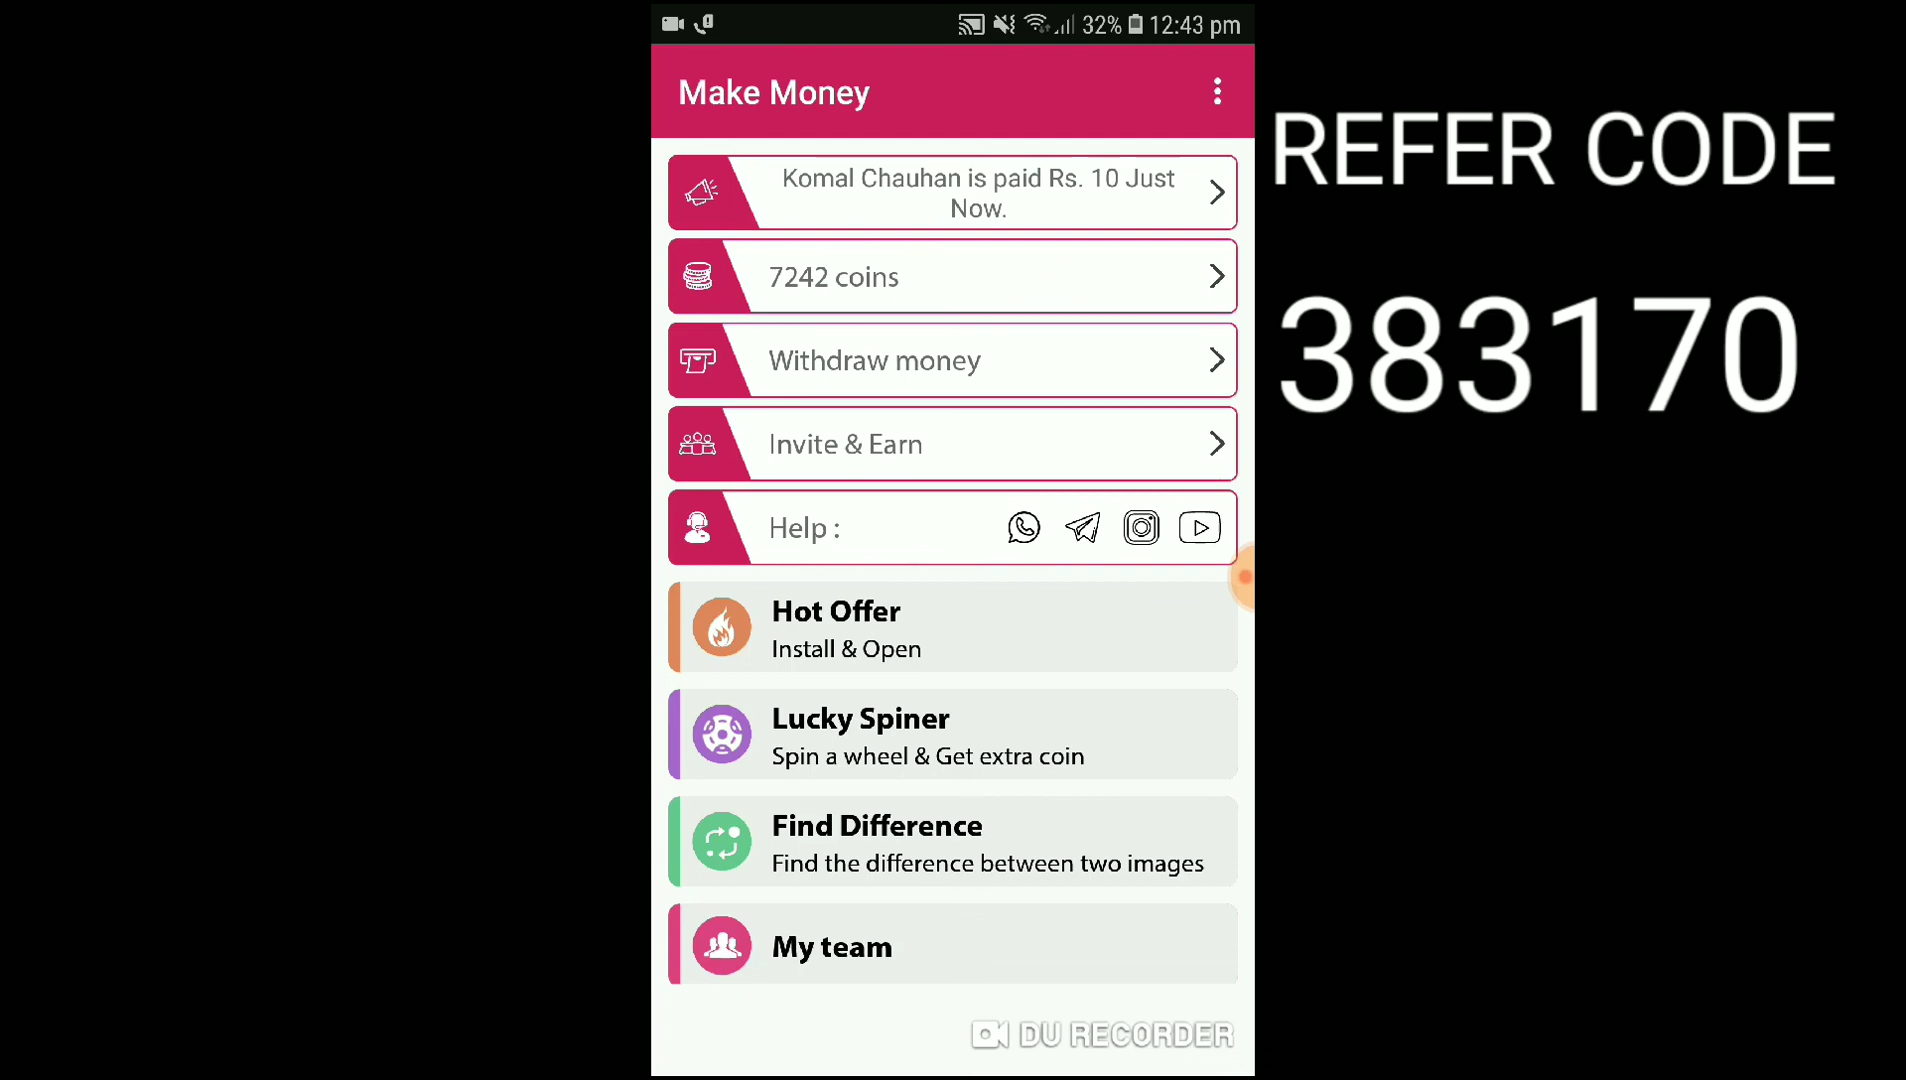 32% 12:43 pm
Make Money
REFER CODE
383170
Komal Chauhan is paid Rs. 10 Just
Now.
7242 coins
Withdraw money
Invite & Earn
Help :
Hot Offer
Install & Open
Lucky Spiner
Spin a wheel & Get extra coin
Find Difference
Find the difference between two images
My team
DU RECORDER